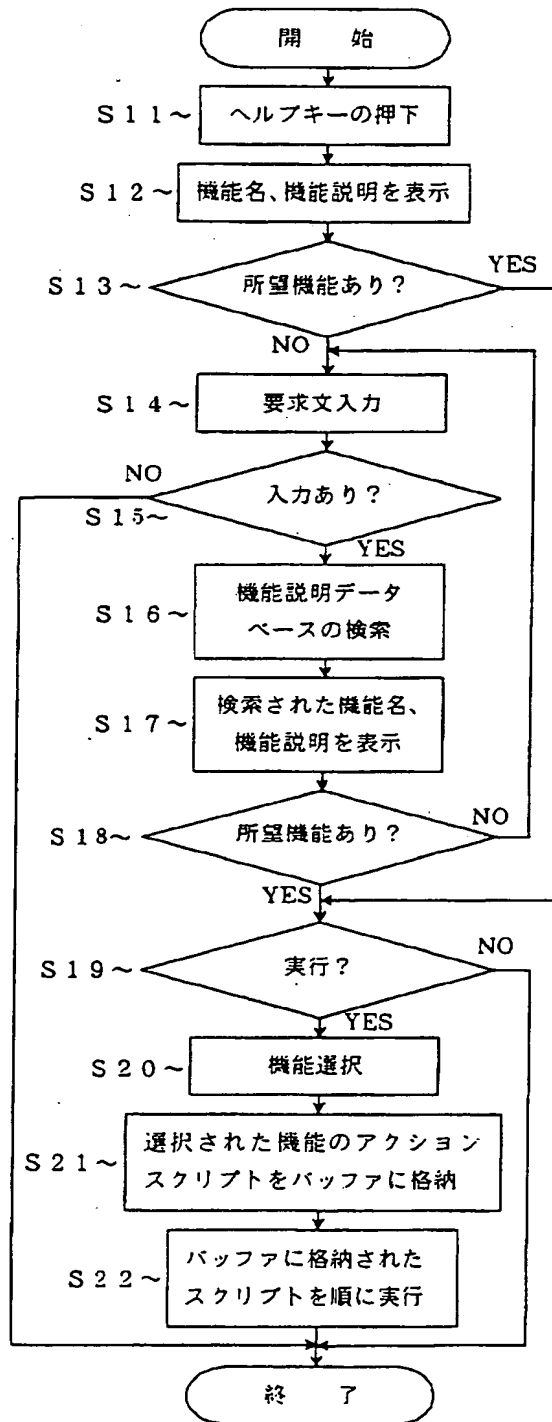 開 始
S11～ ヘルプキーの押下
S12～ 機能名、機能説明を表示
S13～ 所望機能あり？ YES
NO
S14～ 要求文入力
NO
入力あり？
S15～
YES
機能説明データ
S16～
ベースの検索
検索された機能名、
S17～
機能説明を表示
S18～ 所望機能あり？ NO
YES
S19～ 実行？ NO
YES
S20～ 機能選択
選択された機能のアクション
S21～
スクリプトをバッファに格納
バッファに格納された
S22～
スクリプトを順に実行
終 了